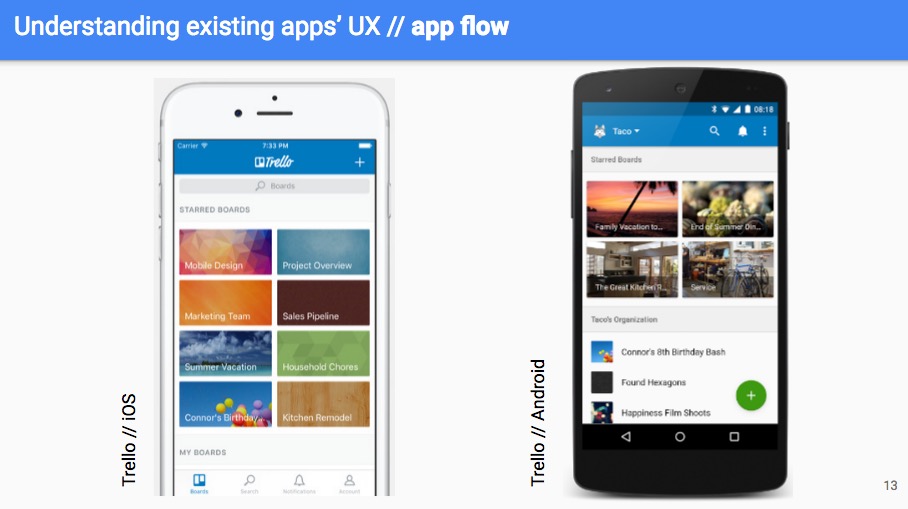 Understanding existing apps’ UX // app flow
Trello // iOS
Carrier 7:33 PM
Trello +
Boards
STARRED BOARDS
Mobile Design Project Overview
Marketing Team Sales Pipeline
Summer Vacation Household Chores
Connor's Birthday... Kitchen Remodel
MY BOARDS
Boards Search Notifications Account
Trello // Android
08:18
Taco
Starred Boards
Family Vacation to... End of Summer Din...
The Great Kitchen R... Service
Taco's Organization
Connor's 8th Birthday Bash
Found Hexagons
Happiness Film Shoots
+
13